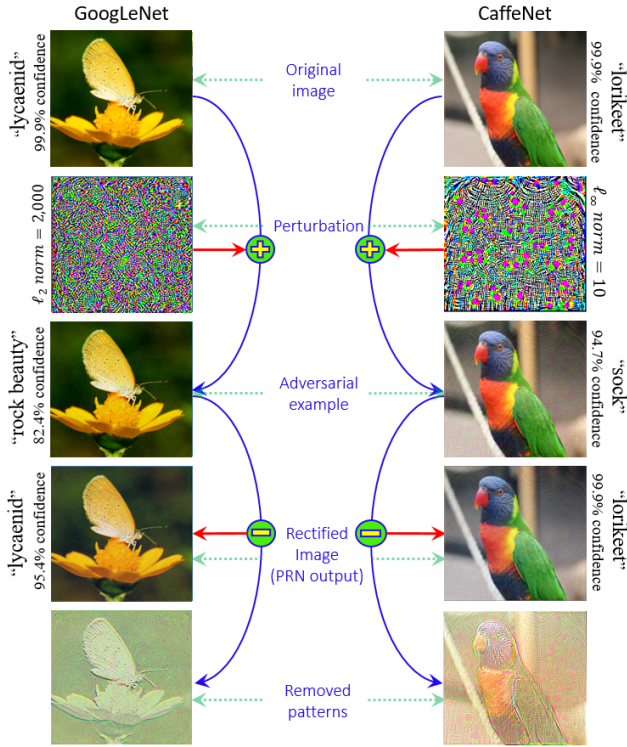 GoogLeNet
CaffeNet
“lycaenid”
99.9% confidence
Original
image
99.9% confidence
“lorikeet”
ℓ₂ norm = 2,000
Perturbation
ℓ∞ norm = 10
“rock beauty”
82.4% confidence
Adversarial
example
94.7% confidence
“sock”
“lycaenid”
95.4% confidence
Rectified
Image
(PRN output)
99.9% confidence
“lorikeet”
Removed
patterns